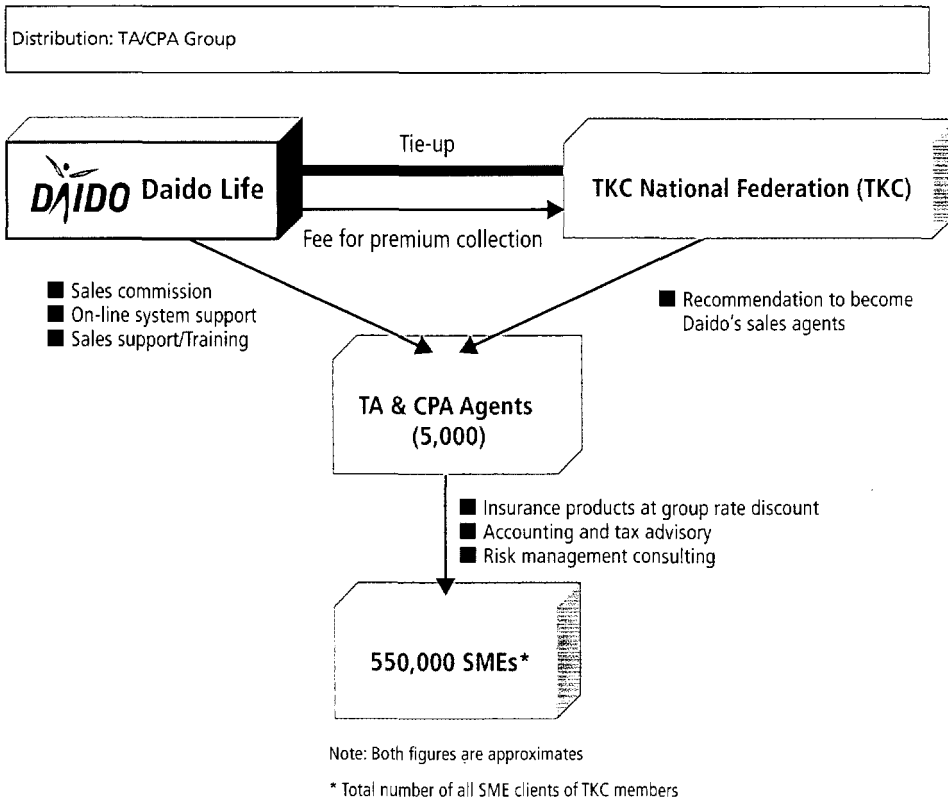 Distribution: TA/CPA Group
Tie-up
DAIDO Daido Life
TKC National Federation (TKC)
Fee for premium collection
■ Sales commission
■ On-line system support
■ Sales support/Training
■ Recommendation to become
Daido's sales agents
TA & CPA Agents
(5,000)
■ Insurance products at group rate discount
■ Accounting and tax advisory
■ Risk management consulting
550,000 SMEs*
Note: Both figures are approximates
* Total number of all SME clients of TKC members